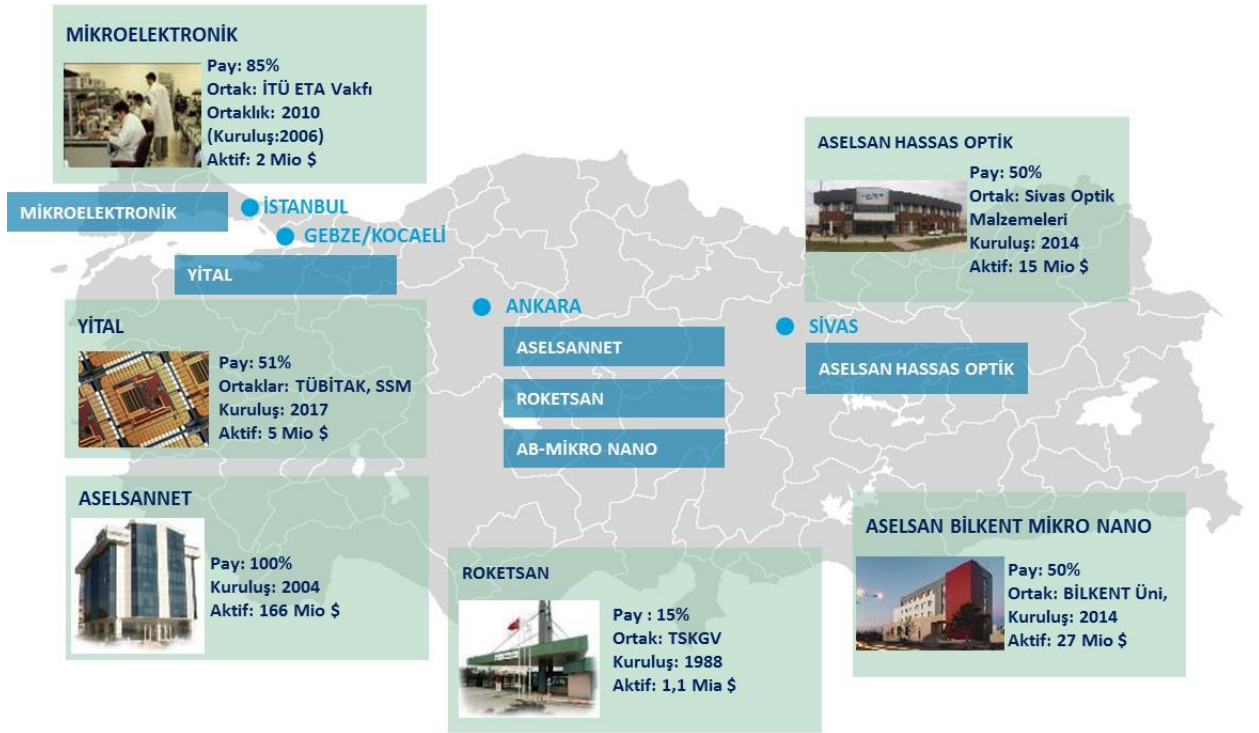 MİKROELEKTRONİK
Pay: 85%
Ortak: İTÜ ETA Vakfı
Ortaklık: 2010
(Kuruluş:2006)
Aktif: 2 Mio $
MİKROELEKTRONİK
İSTANBUL
GEBZE/KOCAELİ
YİTAL
YİTAL
Pay: 51%
Ortaklar: TÜBİTAK, SSM
Kuruluş: 2017
Aktif: 5 Mio $
ASELSANNET
Pay: 100%
Kuruluş: 2004
Aktif: 166 Mio $
ANKARA
ASELSANNET
ROKETSAN
AB-MİKRO NANO
ROKETSAN
Pay : 15%
Ortak: TSKGV
Kuruluş: 1988
Aktif: 1,1 Mia $
ASELSAN HASSAS OPTİK
Pay: 50%
Ortak: Sivas Optik
Malzemeleri
Kuruluş: 2014
Aktif: 15 Mio $
SİVAS
ASELSAN HASSAS OPTİK
ASELSAN BİLKENT MİKRO NANO
Pay: 50%
Ortak: BİLKENT Üni,
Kuruluş: 2014
Aktif: 27 Mio $